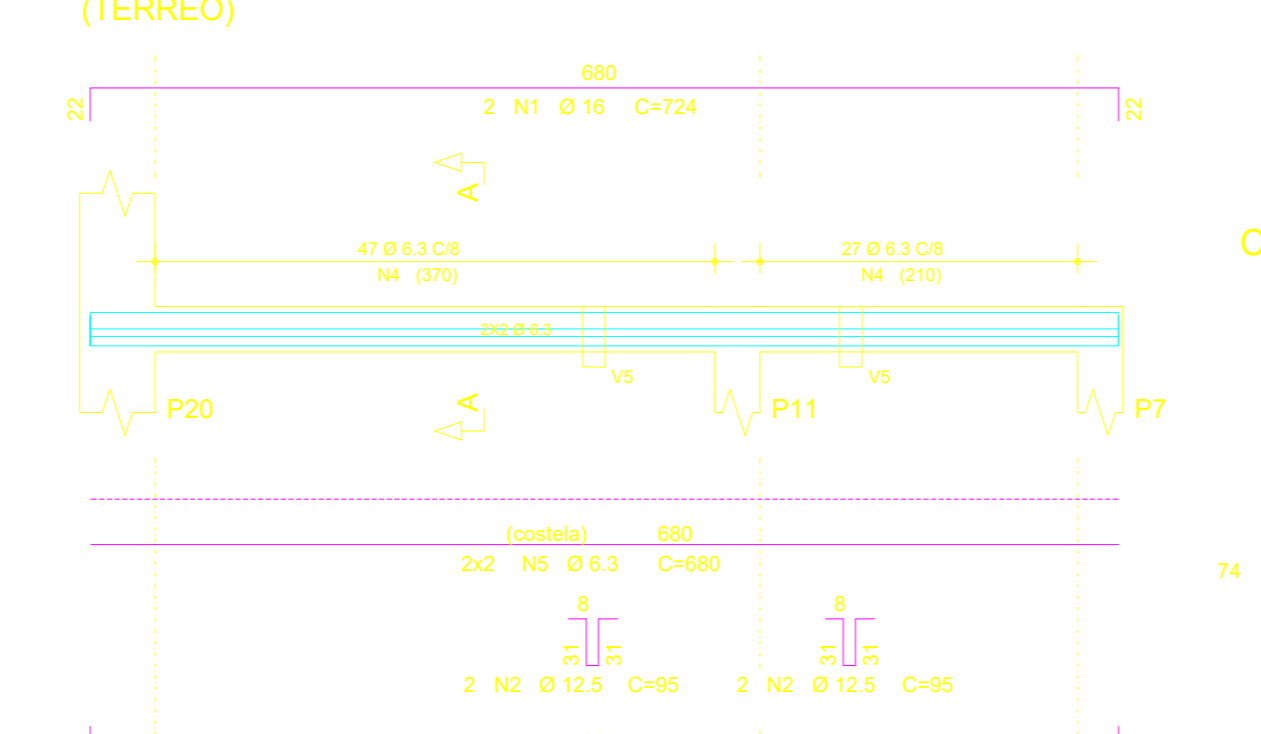 (TERREO)
680
22
2 N1 Ø 16 C=724
22
A
47 Ø 6.3 C/8
N4 (370)
27 Ø 6.3 C/8
N4 (210)
C
2X2 Ø 6.3
V5
V5
P20
A
P11
P7
(costela) 680
2x2 N5 Ø 6.3 C=680
74
8
31
31
2 N2 Ø 12.5 C=95
8
31
31
2 N2 Ø 12.5 C=95